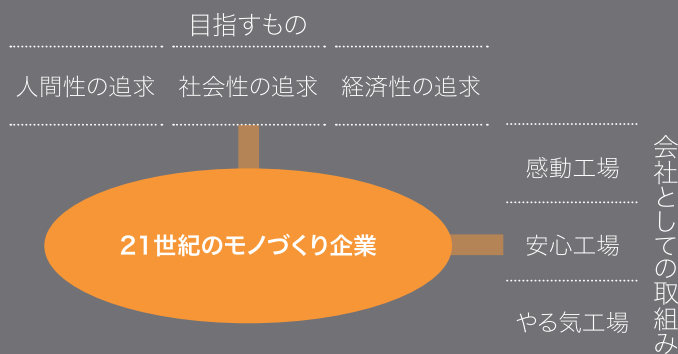 目指すもの
人間性の追求 社会性の追求 経済性の追求
21世紀のモノづくり企業
感動工場
安心工場
やる気工場
会社としての取組み